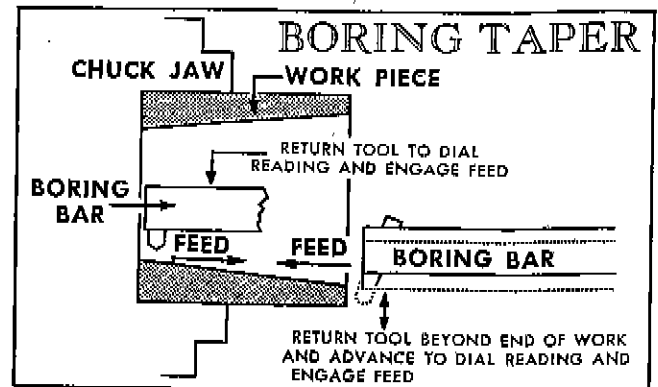 BORING TAPER
CHUCK JAW
WORK PIECE
RETURN TOOL TO DIAL
READING AND ENGAGE FEED
BORING
BAR
FEED
FEED
BORING BAR
RETURN TOOL BEYOND END OF WORK
AND ADVANCE TO DIAL READING AND
ENGAGE FEED